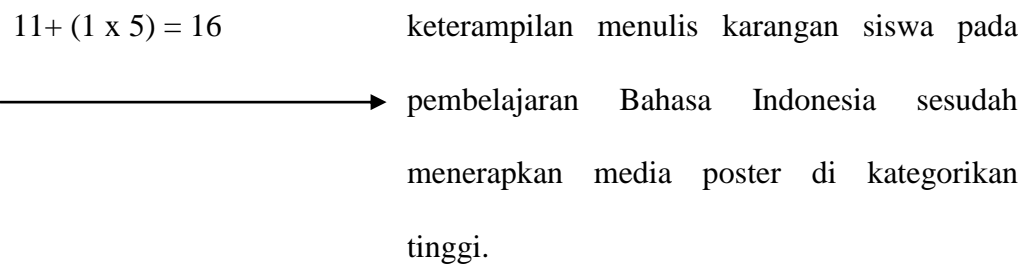 11+ (1 x 5) = 16
keterampilan menulis karangan siswa pada
pembelajaran Bahasa Indonesia sesudah
menerapkan media poster di kategorikan
tinggi.